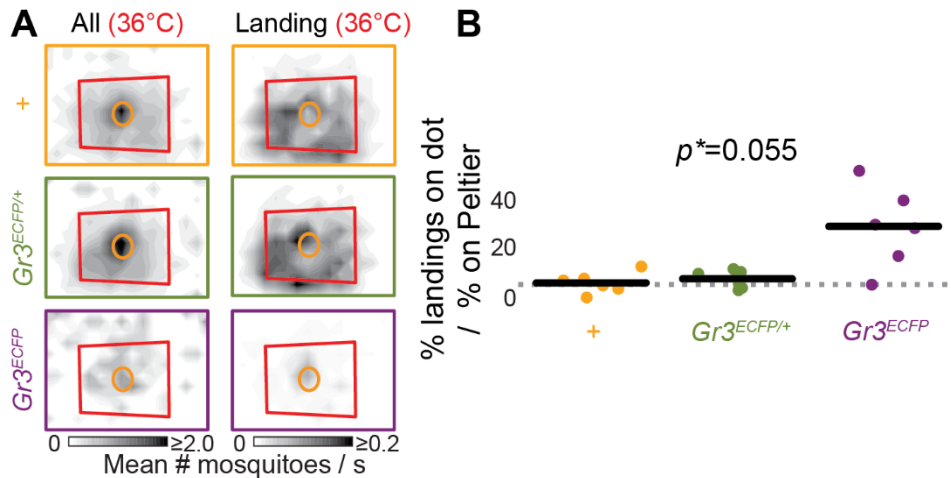 A
All (36°C)
Landing (36°C)
+
Gr3ECFP/+
Gr3ECFP
0
≥2.0
0
≥0.2
Mean # mosquitoes / s
B
% landings on dot
/ % on Peltier
p*=0.055
40
20
0
+
Gr3ECFP/+
Gr3ECFP